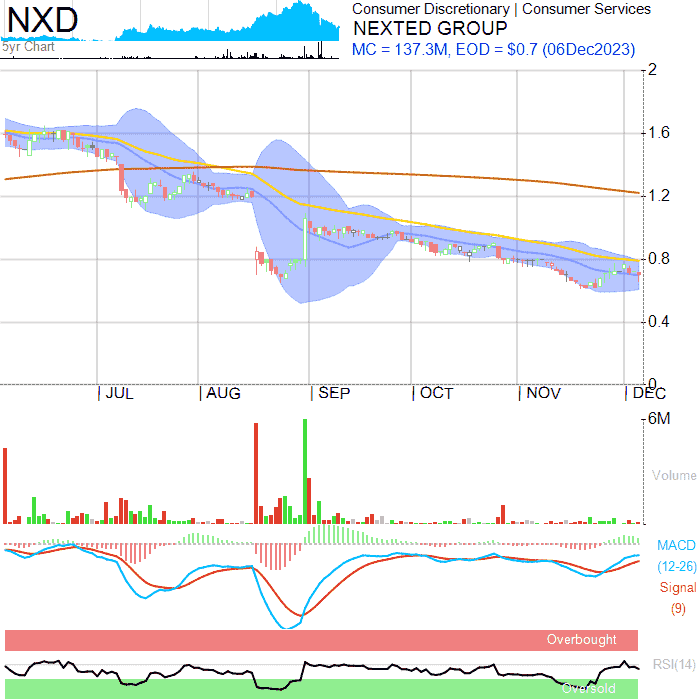 NXD
5yr Chart
Consumer Discretionary | Consumer Services
NEXTED GROUP
MC = 137.3M, EOD = $0.7 (06Dec2023)
2
1.6
1.2
0.8
0.4
0
JUL
AUG
SEP
OCT
NOV
DEC
6M
Volume
MACD
(12-26)
Signal
(9)
Overbought
RSI(14)
Oversold